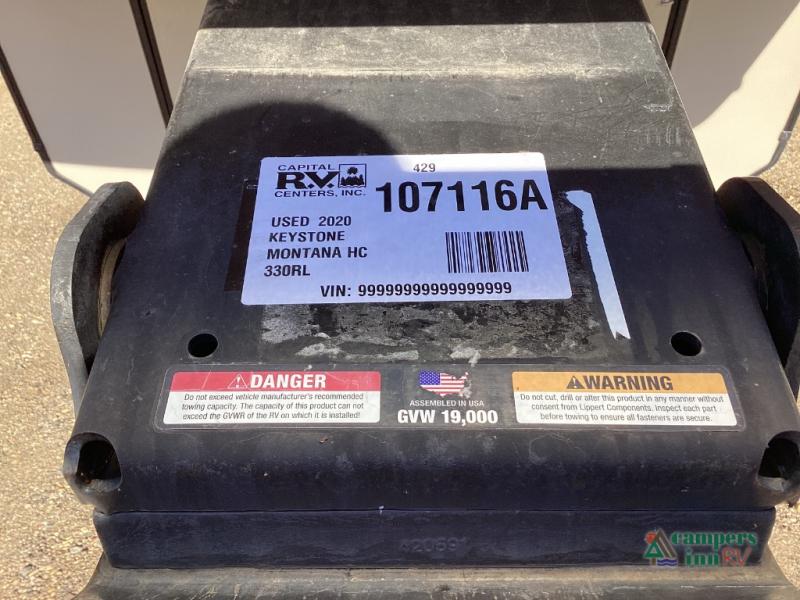 CAPITAL
R.V.
CENTERS, INC.
429
107116A
USED 2020
KEYSTONE
MONTANA HC
330RL
VIN: 99999999999999999
DANGER
Do not exceed vehicle manufacturer's recommended
towing capacity. The capacity of this product can not
exceed the GVWR of the RV on which it is installed!
ASSEMBLED IN USA
GVW 19,000
WARNING
Do not cut, drill or alter this product in any manner without
consent from Lippert Components. Inspect each part
before towing to ensure all fasteners are secure.
campers
inn RV